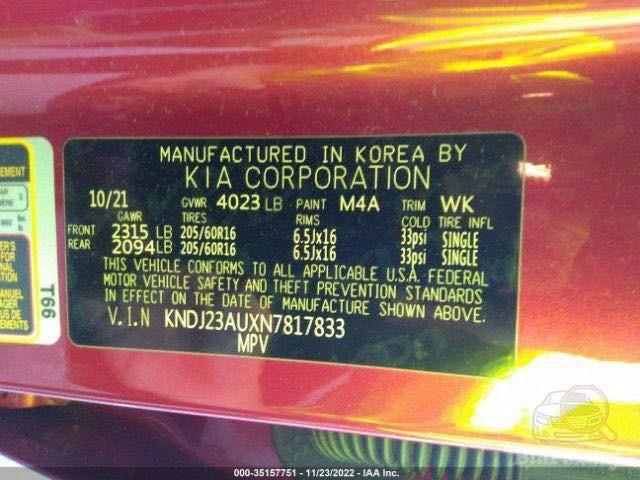 MANUFACTURED IN KOREA BY
KIA CORPORATION
10/21 GVWR 4023 LB PAINT M4A TRIM WK
GAWR TIRES RIMS COLD TIRE INFL
FRONT 2315 LB 205/60R16 6.5Jx16 33psi SINGLE
REAR 2094 LB 205/60R16 6.5Jx16 33psi SINGLE
THIS VEHICLE CONFORMS TO ALL APPLICABLE U.S.A. FEDERAL
MOTOR VEHICLE SAFETY AND THEFT PREVENTION STANDARDS
IN EFFECT ON THE DATE OF MANUFACTURE SHOWN ABOVE.
V.I.N KNDJ23AUXN7817833
MPV
T66
000-35157751 - 11/23/2022 - IAA Inc.